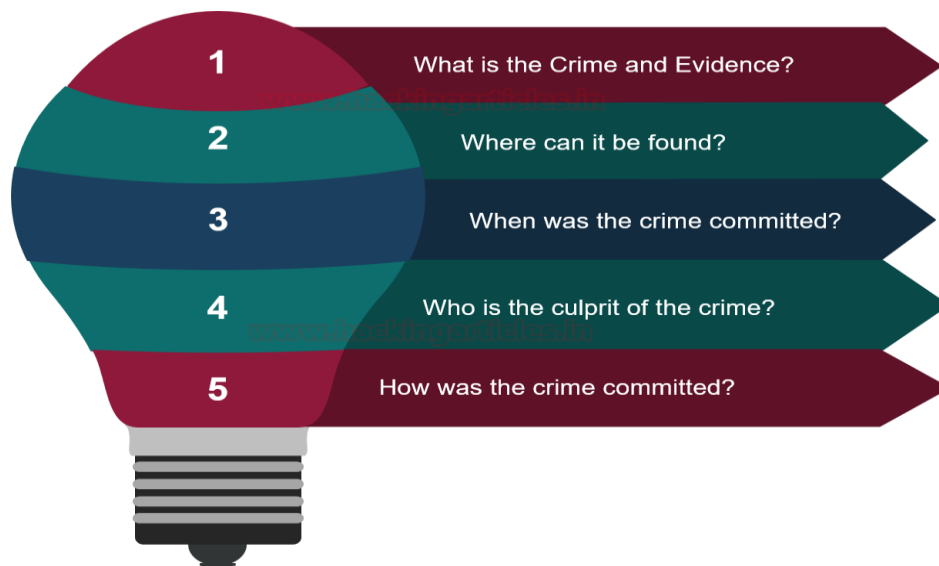 1
What is the Crime and Evidence?
2
Where can it be found?
3
When was the crime committed?
4
Who is the culprit of the crime?
5
How was the crime committed?